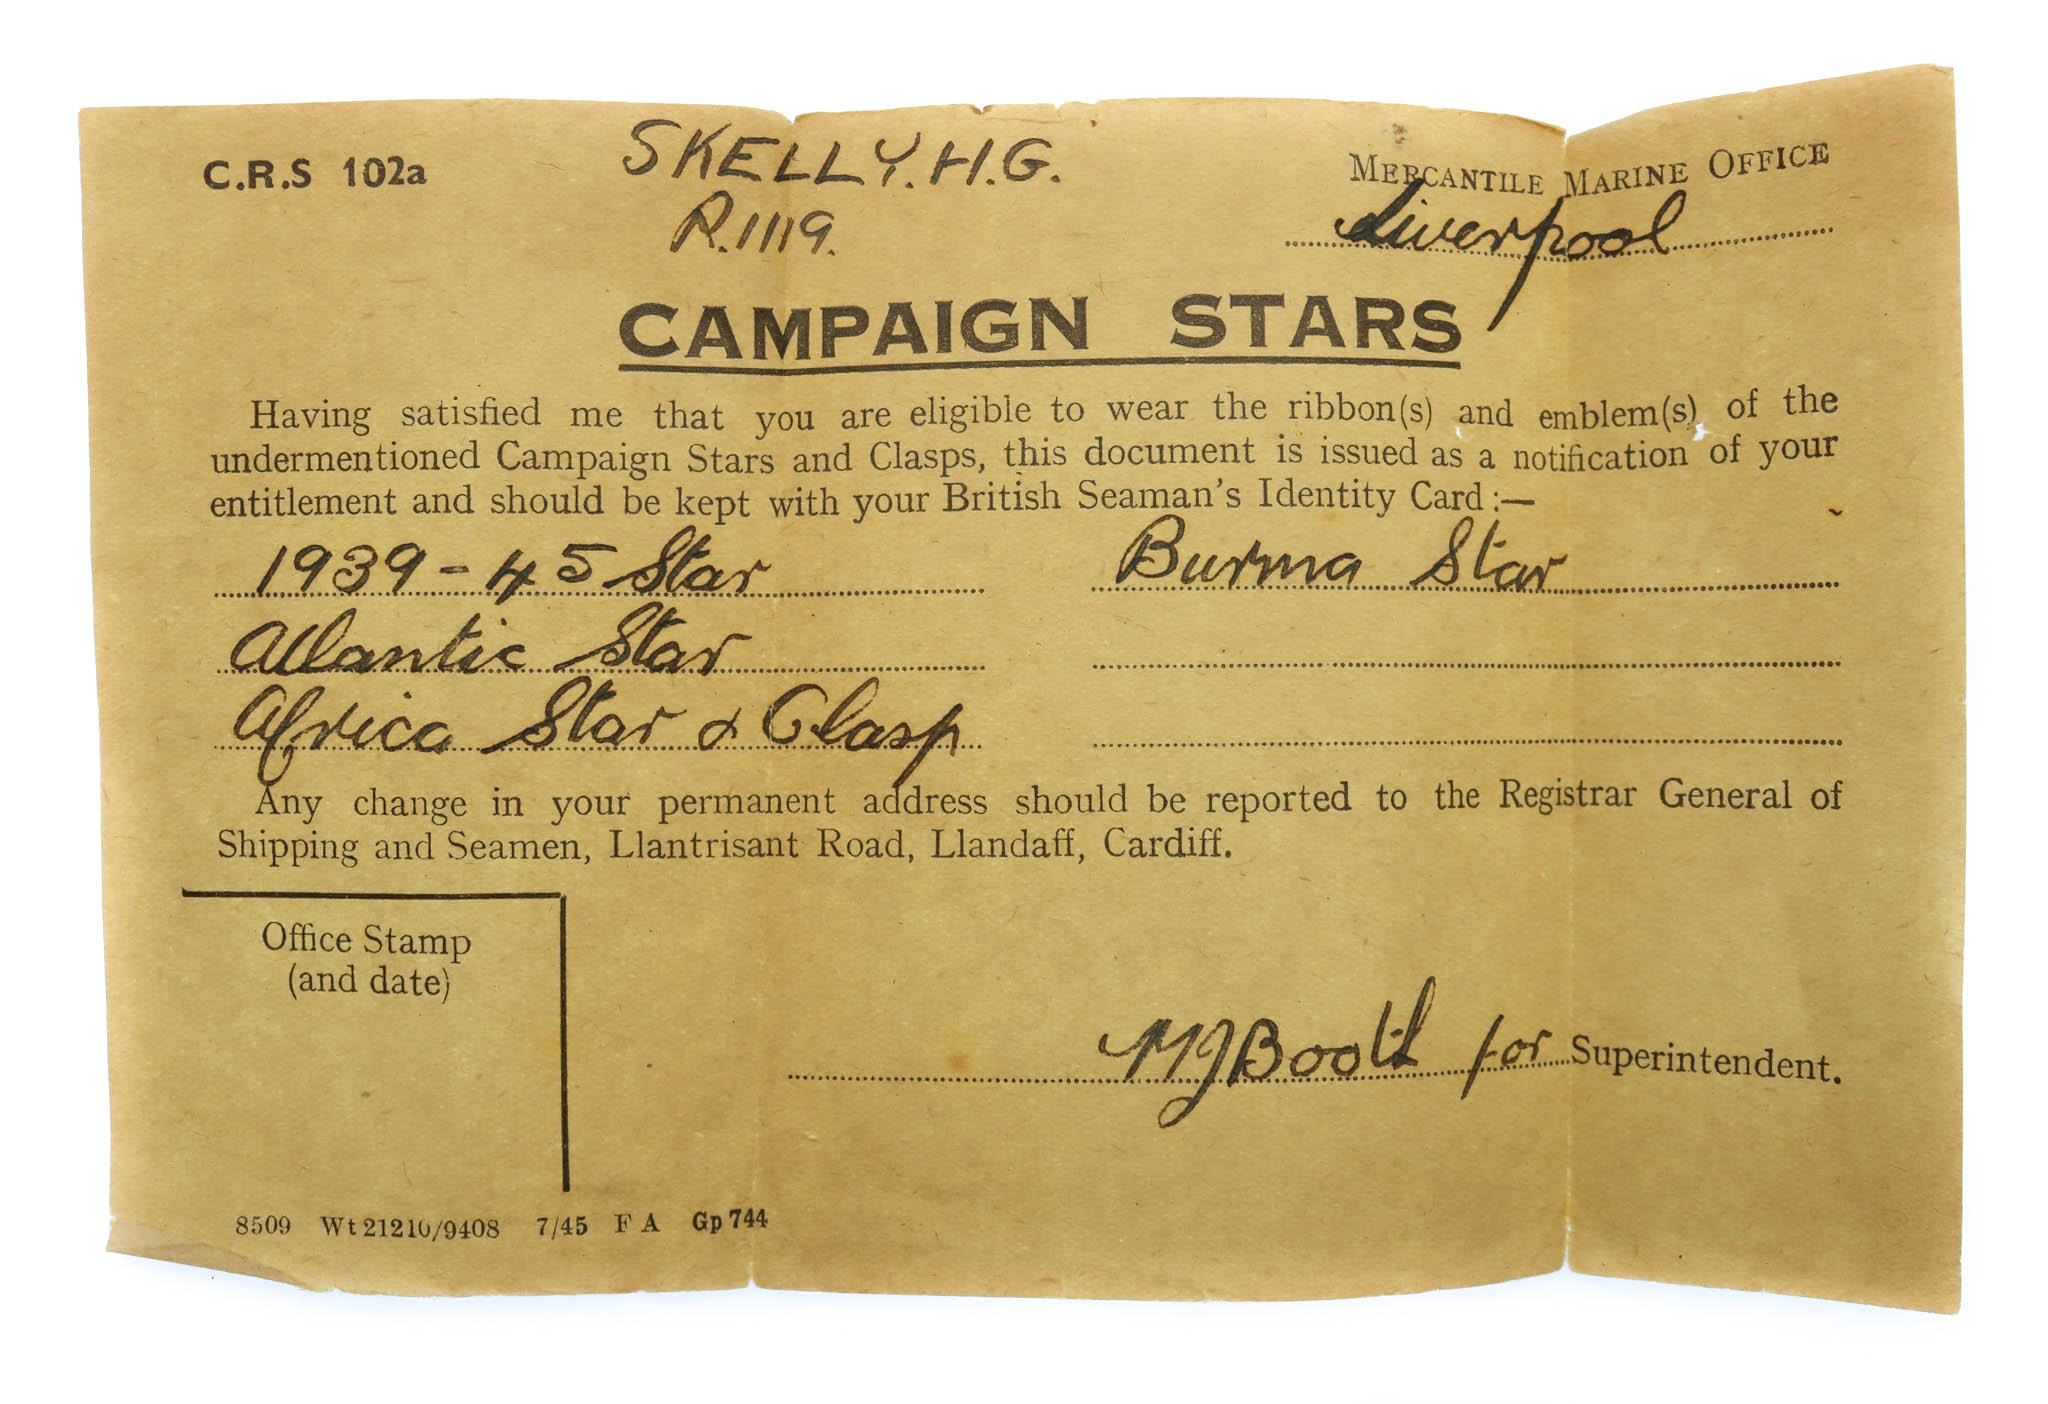 C.R.S 102a
SKELLY. H.G.
R.1119.
MERCANTILE MARINE OFFICE
Liverpool
CAMPAIGN STARS
Having satisfied me that you are eligible to wear the ribbon(s) and emblem(s) of the
undermentioned Campaign Stars and Clasps, this document is issued as a notification of your
entitlement and should be kept with your British Seaman's Identity Card :—
1939-45 Star
Burma Star
Atlantic Star
Africa Star & Clasp
Any change in your permanent address should be reported to the Registrar General of
Shipping and Seamen, Llantrisant Road, Llandaff, Cardiff.
Office Stamp
(and date)
MJBooth for Superintendent.
8509 Wt 21210/9408 7/45 F A Gp 744